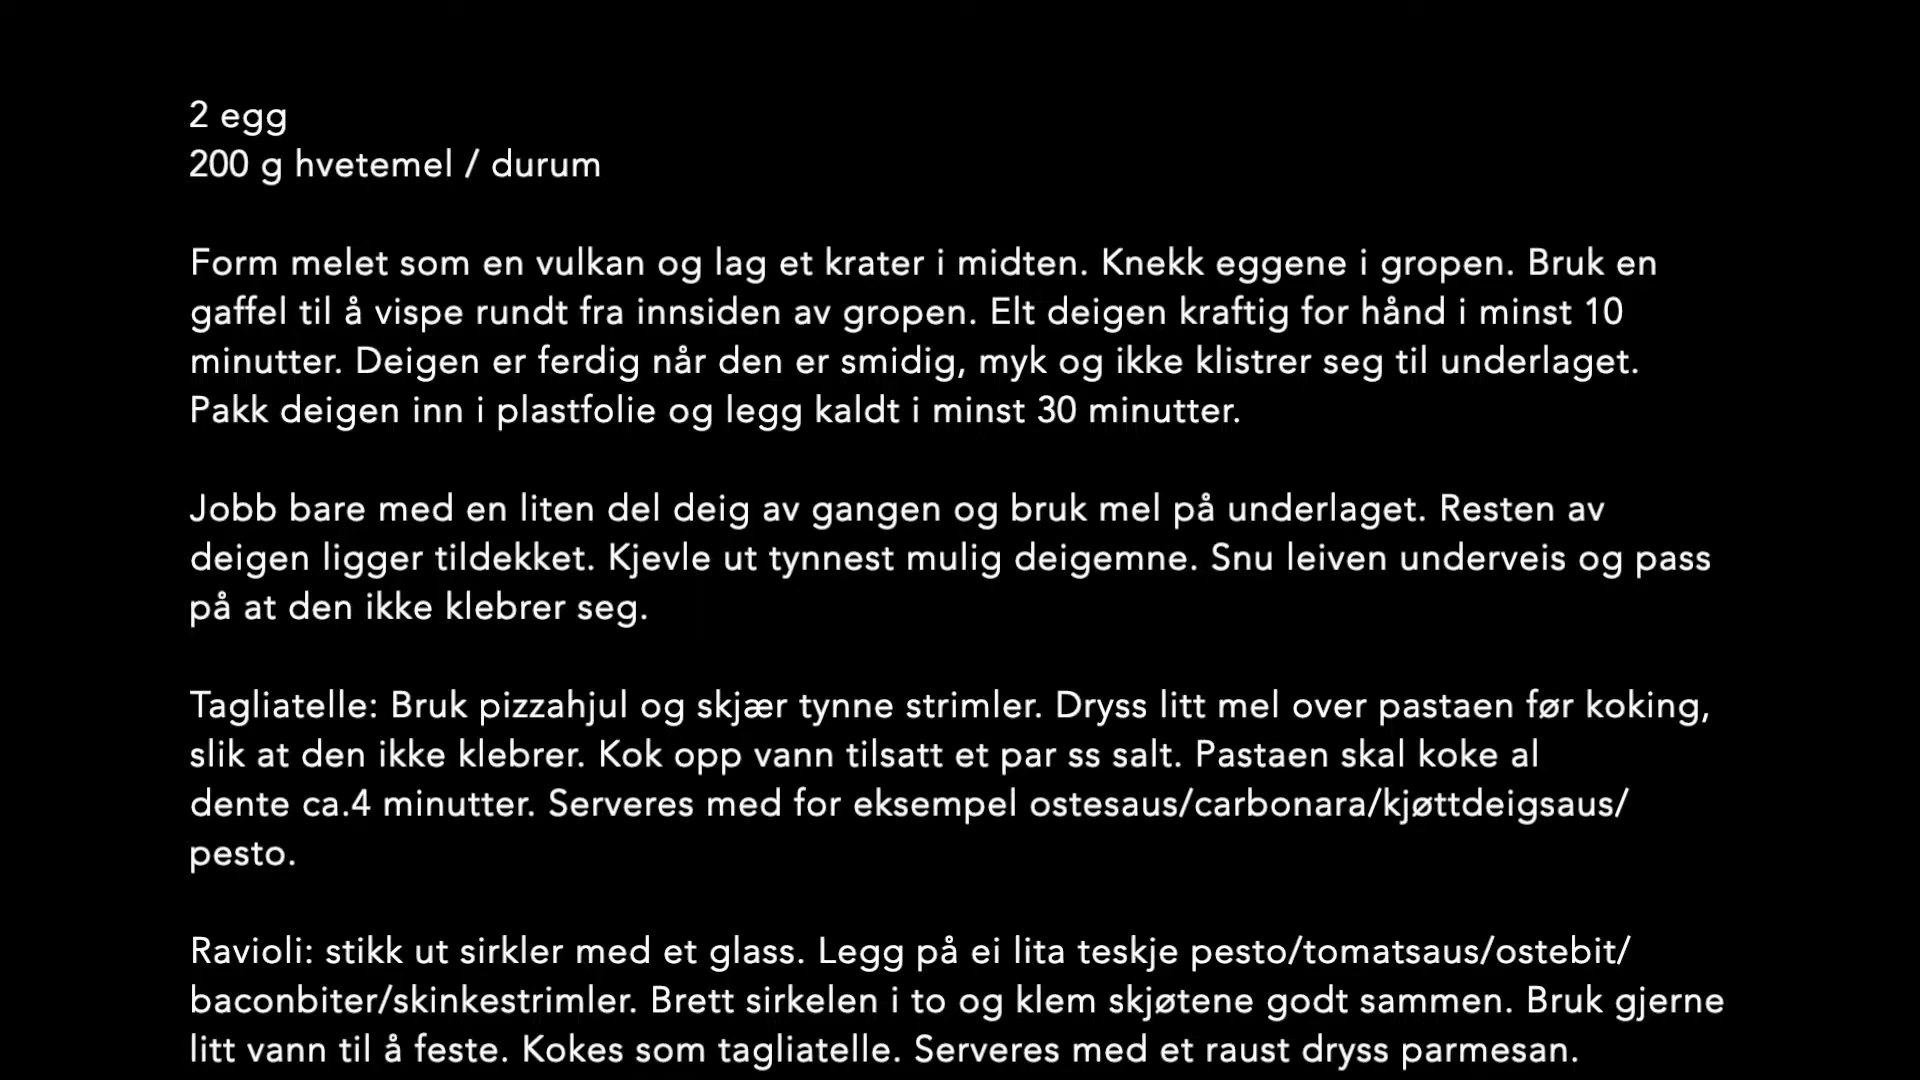 2 egg
200 g hvetemel / durum
Form melet som en vulkan og lag et krater i midten. Knekk eggene i gropen. Bruk en
gaffel til å vispe rundt fra innsiden av gropen. Elt deigen kraftig for hånd i minst 10
minutter. Deigen er ferdig når den er smidig, myk og ikke klistrer seg til underlaget.
Pakk deigen inn i plastfolie og legg kaldt i minst 30 minutter.
Jobb bare med en liten del deig av gangen og bruk mel på underlaget. Resten av
deigen ligger tildekket. Kjevle ut tynnest mulig deigemne. Snu leiven underveis og pass
på at den ikke klebrer seg.
Tagliatelle: Bruk pizzahjul og skjær tynne strimler. Dryss litt mel over pastaen før koking,
slik at den ikke klebrer. Kok opp vann tilsatt et par ss salt. Pastaen skal koke al
dente ca.4 minutter. Serveres med for eksempel ostesaus/carbonara/kjøttdeigsaus/
pesto.
Ravioli: stikk ut sirkler med et glass. Legg på ei lita teskje pesto/tomatsaus/ostebit/
baconbiter/skinkestrimler. Brett sirkelen i to og klem skjøtene godt sammen. Bruk gjerne
litt vann til å feste. Kokes som tagliatelle. Serveres med et raust dryss parmesan.